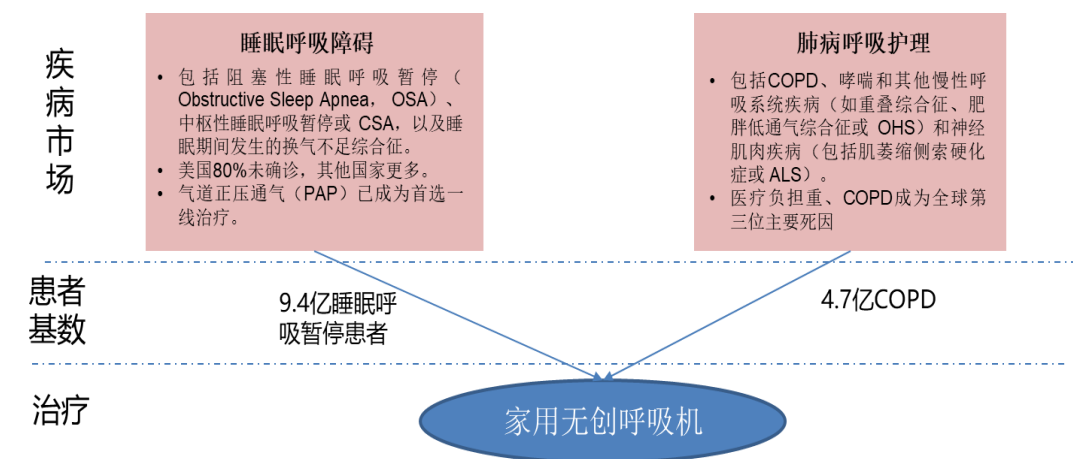 疾病市场
睡眠呼吸障碍
• 包括阻塞性睡眠呼吸暂停（
Obstructive Sleep Apnea， OSA）、
中枢性睡眠呼吸暂停或 CSA，以及睡
眠期间发生的换气不足综合征。
• 美国80%未确诊，其他国家更多。
• 气道正压通气（PAP）已成为首选一
线治疗。
肺病呼吸护理
• 包括COPD、哮喘和其他慢性呼
吸系统疾病（如重叠综合征、肥
胖低通气综合征或 OHS）和神经
肌肉疾病（包括肌萎缩侧索硬化
症或 ALS）。
• 医疗负担重、COPD成为全球第
三位主要死因
患者
基数
9.4亿睡眠呼
吸暂停患者
4.7亿COPD
治疗
家用无创呼吸机